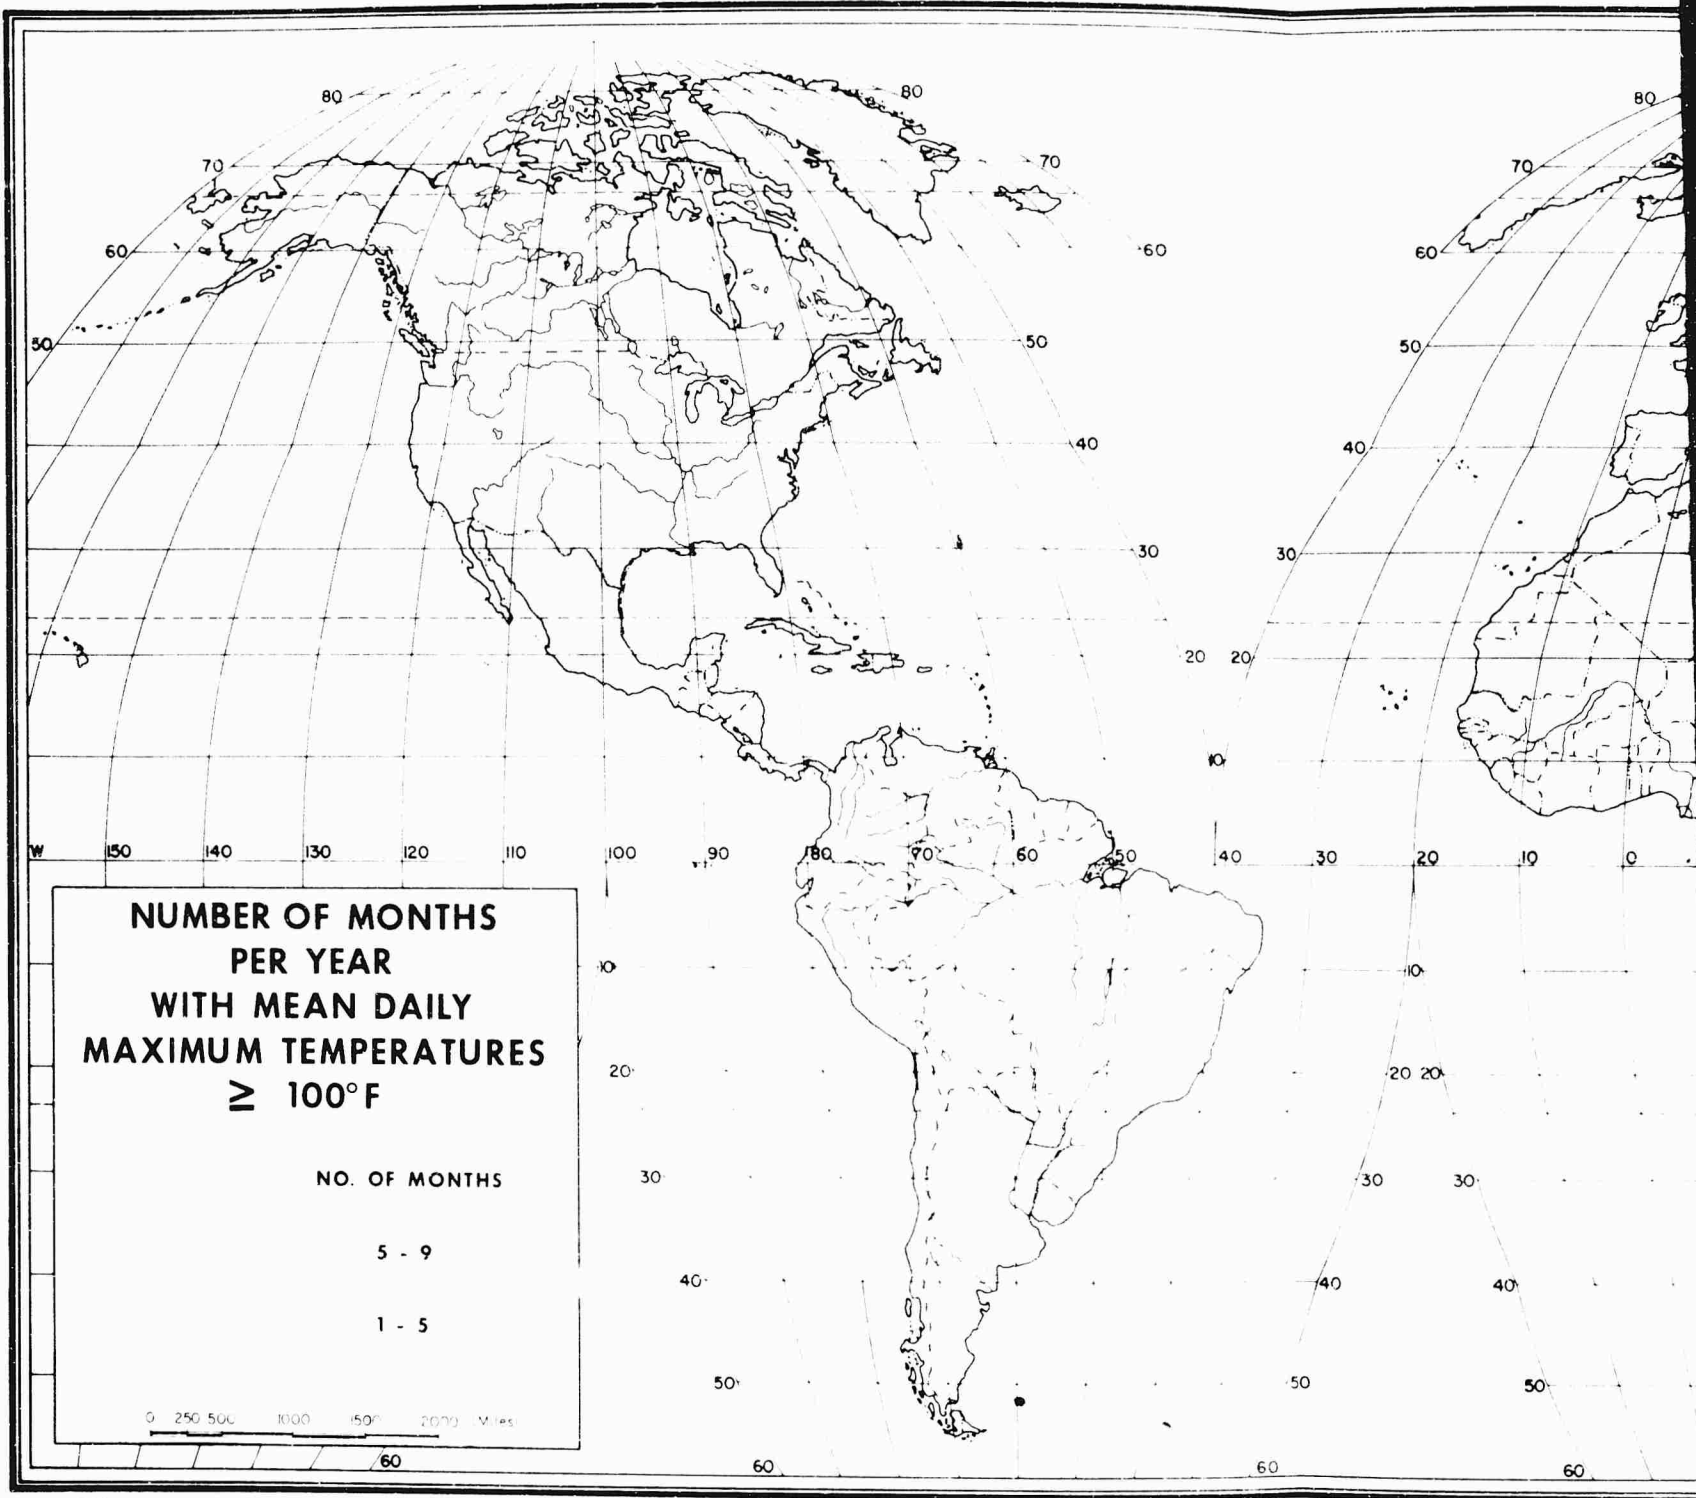 80 80 80
70 70 70
60 60 60
50 50 50
40 40
30 30
20 20
10
W 150 140 130 120 110 100 90 80 70 60 50 40 30 20 10 0
NUMBER OF MONTHS
PER YEAR
WITH MEAN DAILY
MAXIMUM TEMPERATURES
≥ 100°F
NO. OF MONTHS
5 - 9
1 - 5
0 250 500 1000 1500 2000 Miles
10 10
20 20 20
30 30 30
40 40 40
50 50 50
60 60 60 60